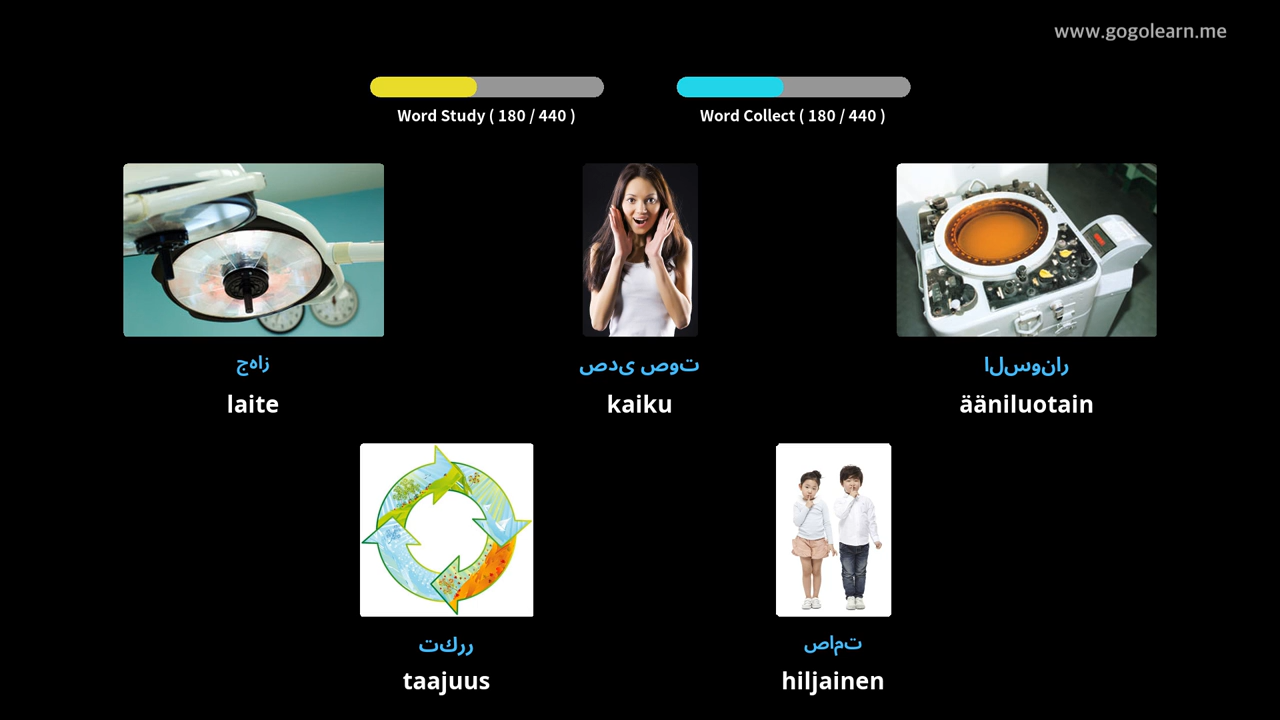 www.gogolearn.me
Word Study ( 180 / 440 )
Word Collect ( 180 / 440 )
جهاز
صدى صوت
السونار
laite
kaiku
ääniluotain
تكرر
صامت
taajuus
hiljainen